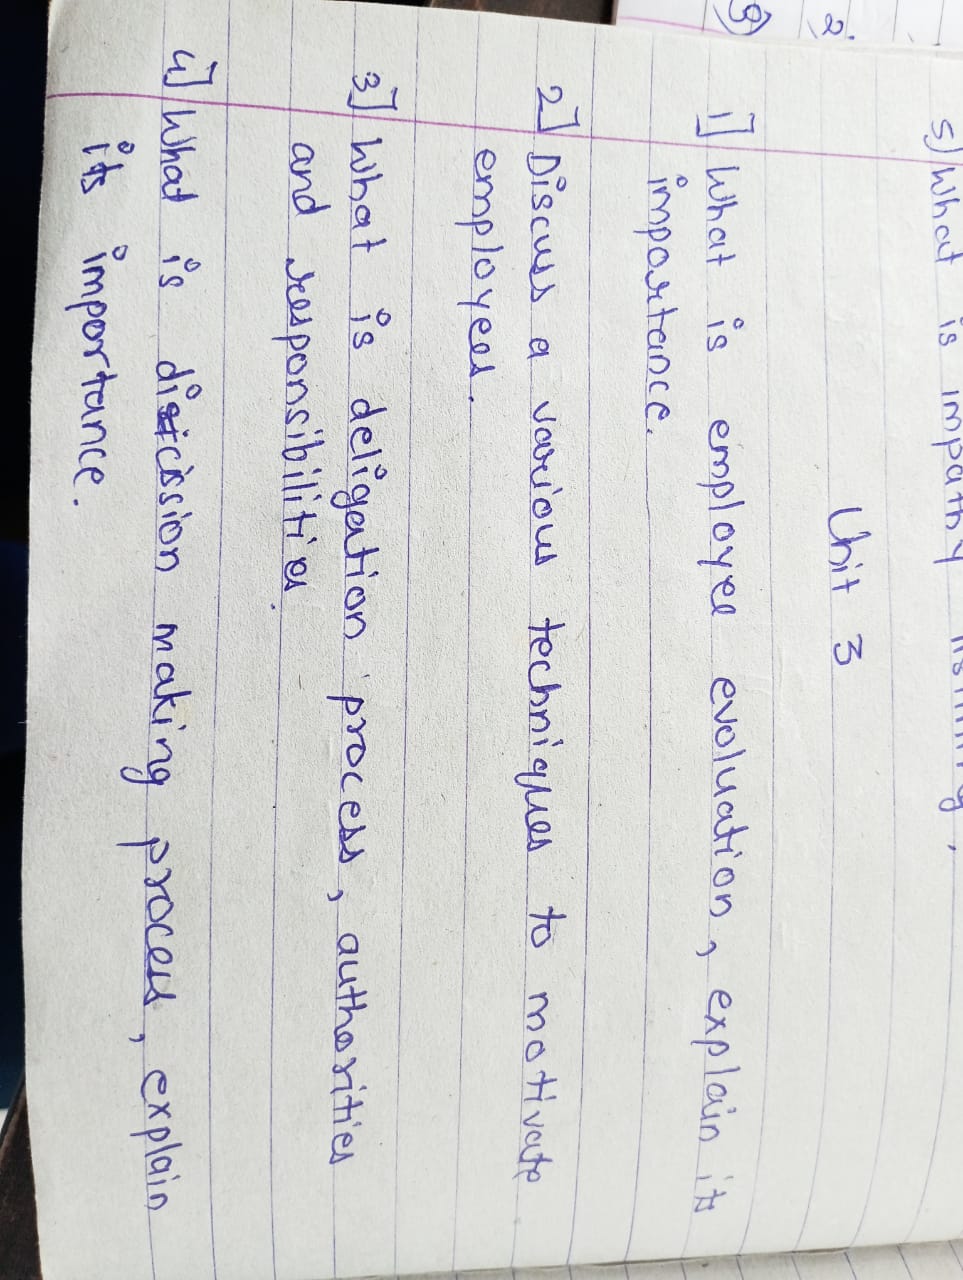 5) What is impathy
Unit 3
2)
3)
1] What is employee evoluation, explain its
importance.
2] Discuss a various techniques to motivate
employees.
3] What is deligation process, authorities
and responsibilities.
4] What is dicission making process, explain
its importance.